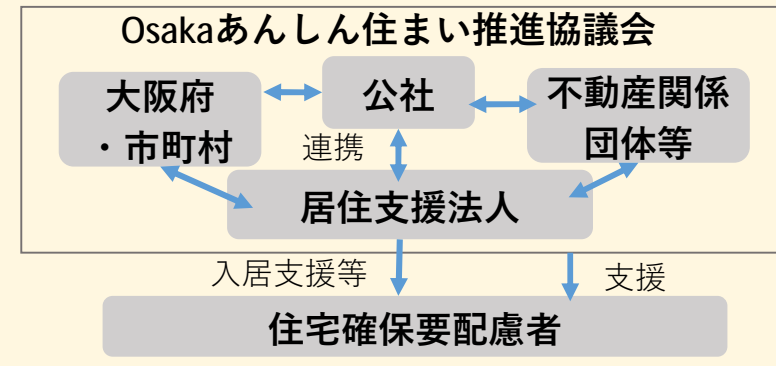 Osakaあんしん住まい推進協議会
大阪府
・市町村
公社
不動産関係
団体等
連携
居住支援法人
入居支援等
支援
住宅確保要配慮者